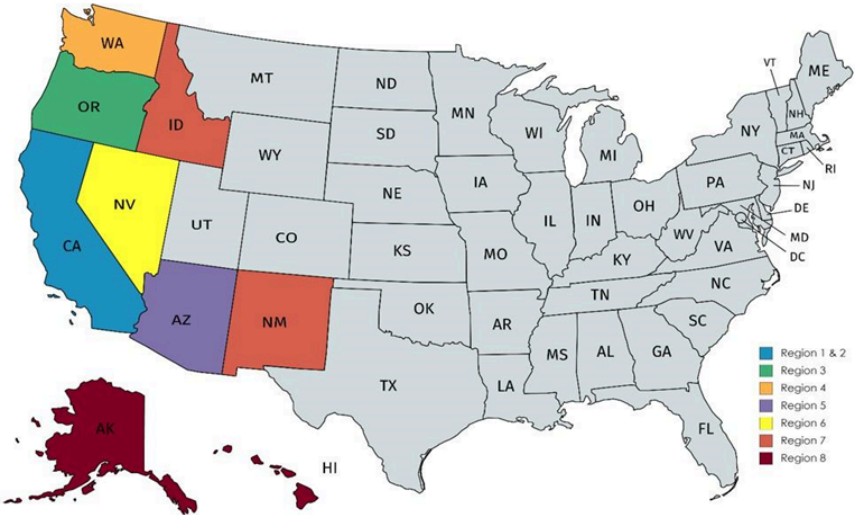 WA
MT
ND
MN
ME
VT
NH
OR
ID
SD
WI
NY
MA
CT
RI
WY
MI
IA
NE
PA
NJ
NV
UT
CO
IL
IN
OH
DE
MD
DC
CA
KS
MO
KY
WV
VA
AZ
NM
OK
TN
NC
AR
SC
TX
LA
MS
AL
GA
FL
AK
HI
Region 1 & 2
Region 3
Region 4
Region 5
Region 6
Region 7
Region 8